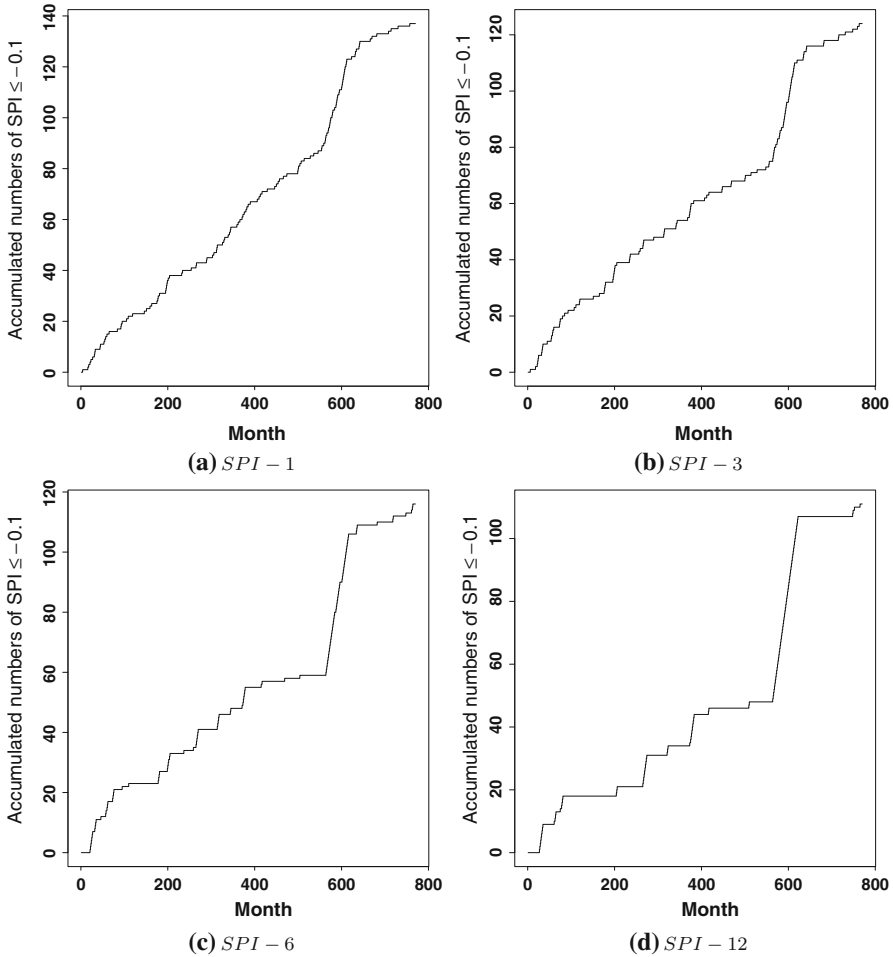 Accumulated numbers of SPI ≤ −0.1
0 20 40 60 80 100 120 140
0 200 400 600 800
Month
(a) SPI − 1
Accumulated numbers of SPI ≤ −0.1
0 20 40 60 80 100 120
0 200 400 600 800
Month
(b) SPI − 3
Accumulated numbers of SPI ≤ −0.1
0 20 40 60 80 100 120
0 200 400 600 800
Month
(c) SPI − 6
Accumulated numbers of SPI ≤ −0.1
0 20 40 60 80 100
0 200 400 600 800
Month
(d) SPI − 12